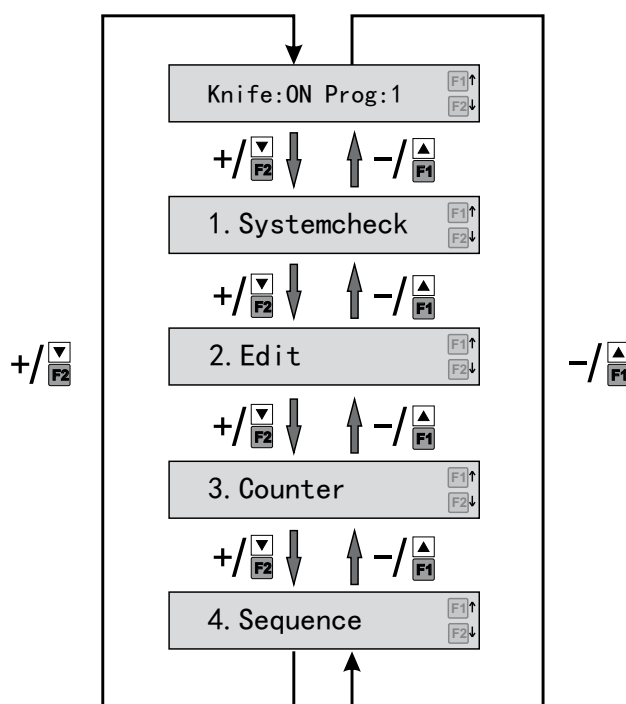 Knife:ON Prog:1 F1↑
F2↓
+/▼ F2 -/▲ F1
1.Systemcheck F1↑
F2↓
+/▼ F2 -/▲ F1
2.Edit F1↑
F2↓
+/▼ F2 -/▲ F1
+/▼ F2 -/▲ F1
3.Counter F1↑
F2↓
+/▼ F2 -/▲ F1
4.Sequence F1↑
F2↓